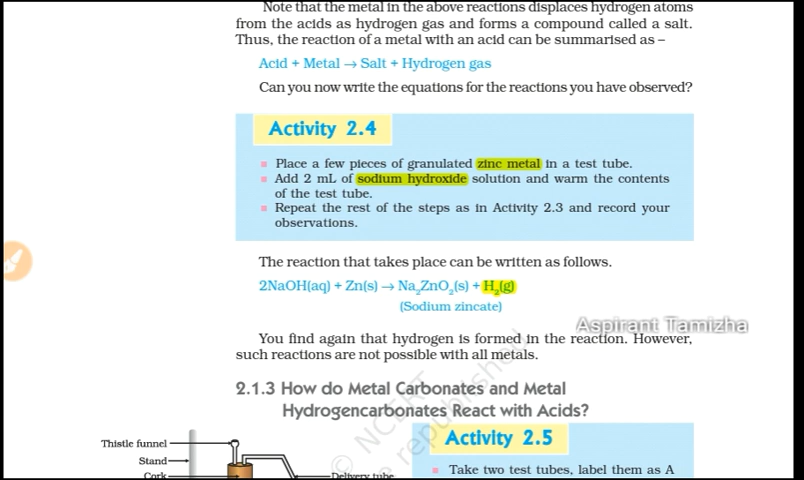 Note that the metal in the above reactions displaces hydrogen atoms
from the acids as hydrogen gas and forms a compound called a salt.
Thus, the reaction of a metal with an acid can be summarised as –
Acid + Metal → Salt + Hydrogen gas
Can you now write the equations for the reactions you have observed?
Activity 2.4
Place a few pieces of granulated zinc metal in a test tube.
Add 2 mL of sodium hydroxide solution and warm the contents
of the test tube.
Repeat the rest of the steps as in Activity 2.3 and record your
observations.
The reaction that takes place can be written as follows.
2NaOH(aq) + Zn(s) → Na₂ZnO₂(s) + H₂(g)
(Sodium zincate)
Aspirant Tamizha
You find again that hydrogen is formed in the reaction. However,
such reactions are not possible with all metals.
2.1.3 How do Metal Carbonates and Metal
Hydrogencarbonates React with Acids?
Activity 2.5
Thistle funnel
Stand
Cork
Delivery tube
Take two test tubes, label them as A
© NCERT
republished